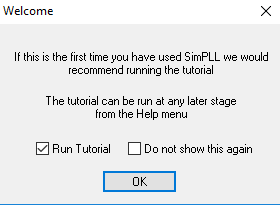 Welcome
If this is the first time you have used SimPLL we would
recommend running the tutorial
The tutorial can be run at any later stage
from the Help menu
Run Tutorial
Do not show this again
OK